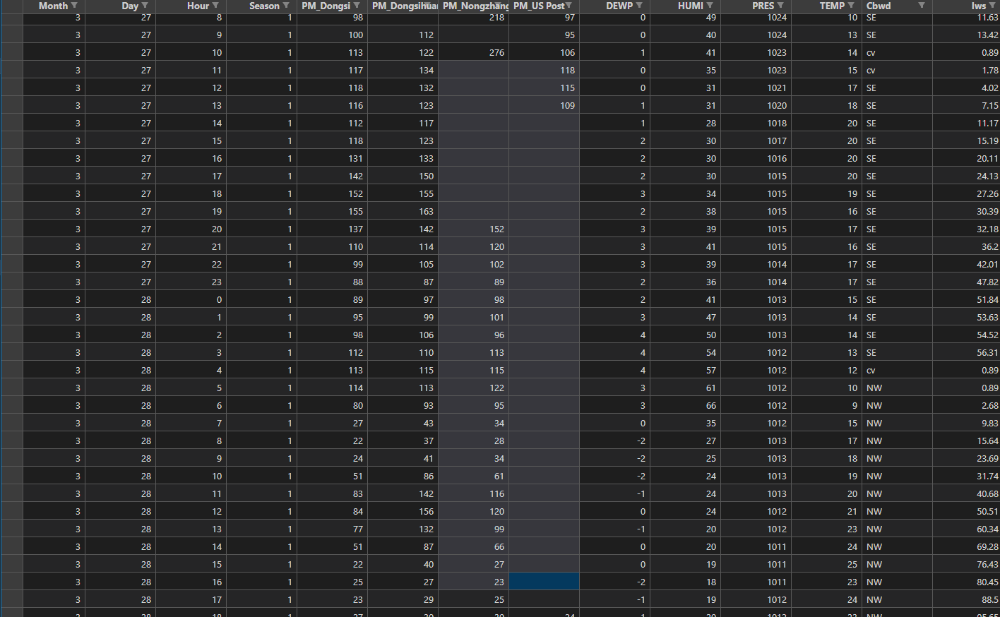 Month Day Hour Season PM_Dongsi PM_Dongsihuan PM_Nongzhang PM_US Post DEWP HUMI PRES TEMP Cbwd Iws
3 27 8 1 98 218 97 0 49 1024 10 SE 11.63
3 27 9 1 100 112 95 0 40 1024 13 SE 13.42
3 27 10 1 113 122 276 106 1 41 1023 14 cv 0.89
3 27 11 1 117 134 118 0 35 1023 15 cv 1.78
3 27 12 1 118 132 115 0 31 1021 17 SE 4.02
3 27 13 1 116 123 109 1 31 1020 18 SE 7.15
3 27 14 1 112 117 1 28 1018 20 SE 11.17
3 27 15 1 118 123 2 30 1017 20 SE 15.19
3 27 16 1 131 133 2 30 1016 20 SE 20.11
3 27 17 1 142 150 2 30 1015 20 SE 24.13
3 27 18 1 152 155 3 34 1015 19 SE 27.26
3 27 19 1 155 163 2 38 1015 16 SE 30.39
3 27 20 1 137 142 152 3 39 1015 17 SE 32.18
3 27 21 1 110 114 120 3 41 1015 16 SE 36.2
3 27 22 1 99 105 102 3 39 1014 17 SE 42.01
3 27 23 1 88 87 89 2 36 1014 17 SE 47.82
3 28 0 1 89 97 98 2 41 1013 15 SE 51.84
3 28 1 1 95 99 101 3 47 1013 14 SE 53.63
3 28 2 1 98 106 96 4 50 1013 14 SE 54.52
3 28 3 1 112 110 113 4 54 1012 13 SE 56.31
3 28 4 1 113 115 115 4 57 1012 12 cv 0.89
3 28 5 1 114 113 122 3 61 1012 10 NW 0.89
3 28 6 1 80 93 95 3 66 1012 9 NW 2.68
3 28 7 1 27 43 34 0 35 1012 15 NW 9.83
3 28 8 1 22 37 28 -2 27 1013 17 NW 15.64
3 28 9 1 24 41 34 -2 25 1013 18 NW 23.69
3 28 10 1 51 86 61 -2 24 1013 19 NW 31.74
3 28 11 1 83 142 116 -1 24 1013 20 NW 40.68
3 28 12 1 84 156 120 0 24 1012 21 NW 50.51
3 28 13 1 77 132 99 -1 20 1012 23 NW 60.34
3 28 14 1 51 87 66 0 20 1011 24 NW 69.28
3 28 15 1 22 40 27 0 19 1011 25 NW 76.43
3 28 16 1 25 27 23 -2 18 1011 23 NW 80.45
3 28 17 1 23 29 25 -1 19 1012 24 NW 88.5